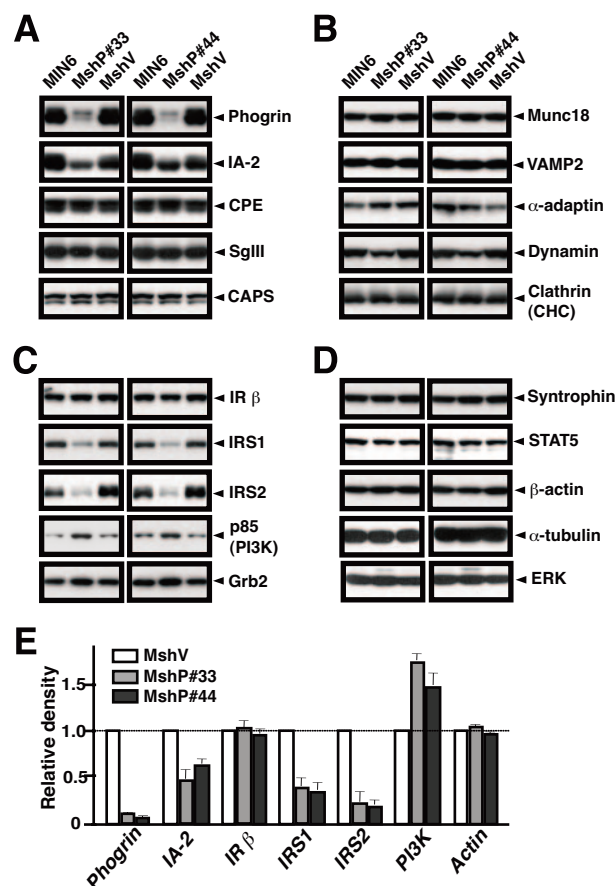 A
MIN6 MshP#33 MshV MIN6 MshP#44 MshV
Phogrin
IA-2
CPE
SgIII
CAPS
B
MIN6 MshP#33 MshV MIN6 MshP#44 MshV
Munc18
VAMP2
α-adaptin
Dynamin
Clathrin
(CHC)
C
IR β
IRS1
IRS2
p85
(PI3K)
Grb2
D
Syntrophin
STAT5
β-actin
α-tubulin
ERK
E
Relative density
1.5
1.0
0.5
0
MshV
MshP#33
MshP#44
Phogrin IA-2 IR β IRS1 IRS2 PI3K Actin